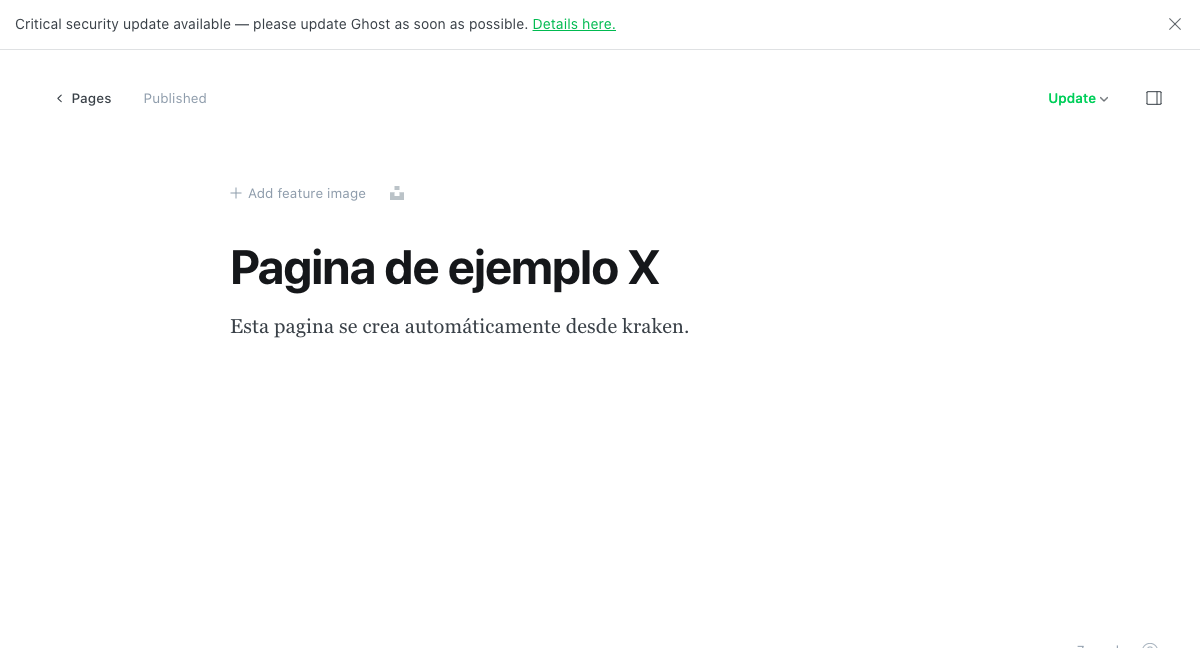 Critical security update available — please update Ghost as soon as possible. Details here.
Pages Published Update
Add feature image
Pagina de ejemplo X
Esta pagina se crea automáticamente desde kraken.